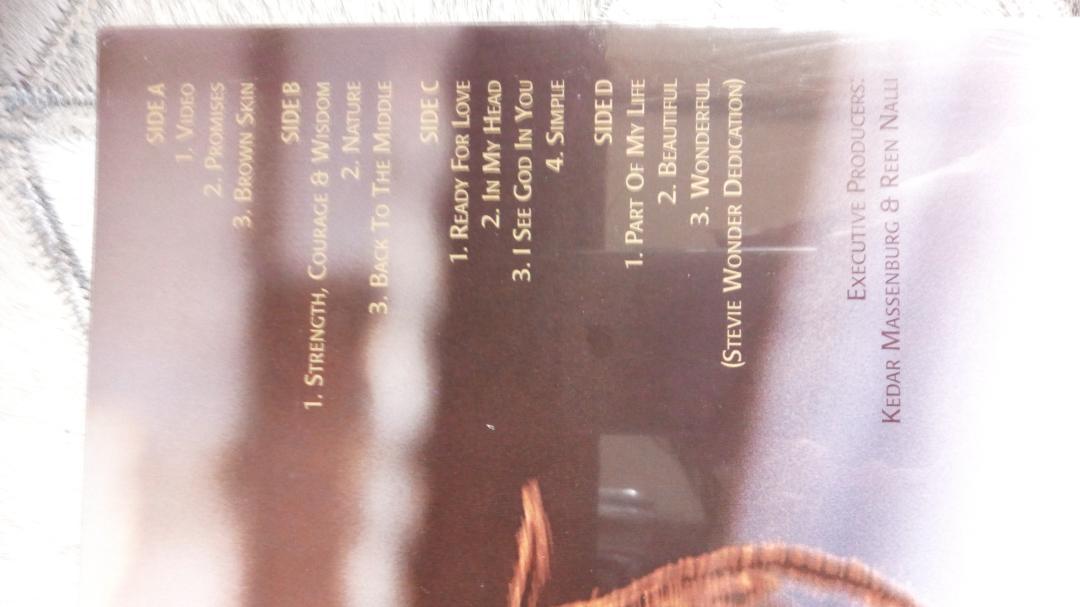 SIDE A
1. VIDEO
2. PROMISES
3. BROWN SKIN
SIDE B
1. STRENGTH, COURAGE & WISDOM
2. NATURE
3. BACK TO THE MIDDLE
SIDE C
1. READY FOR LOVE
2. IN MY HEAD
3. I SEE GOD IN YOU
4. SIMPLE
SIDE D
1. PART OF MY LIFE
2. BEAUTIFUL
3. WONDERFUL
(STEVIE WONDER DEDICATION)
EXECUTIVE PRODUCERS:
KEDAR MASSENBURG & REEN NALLI